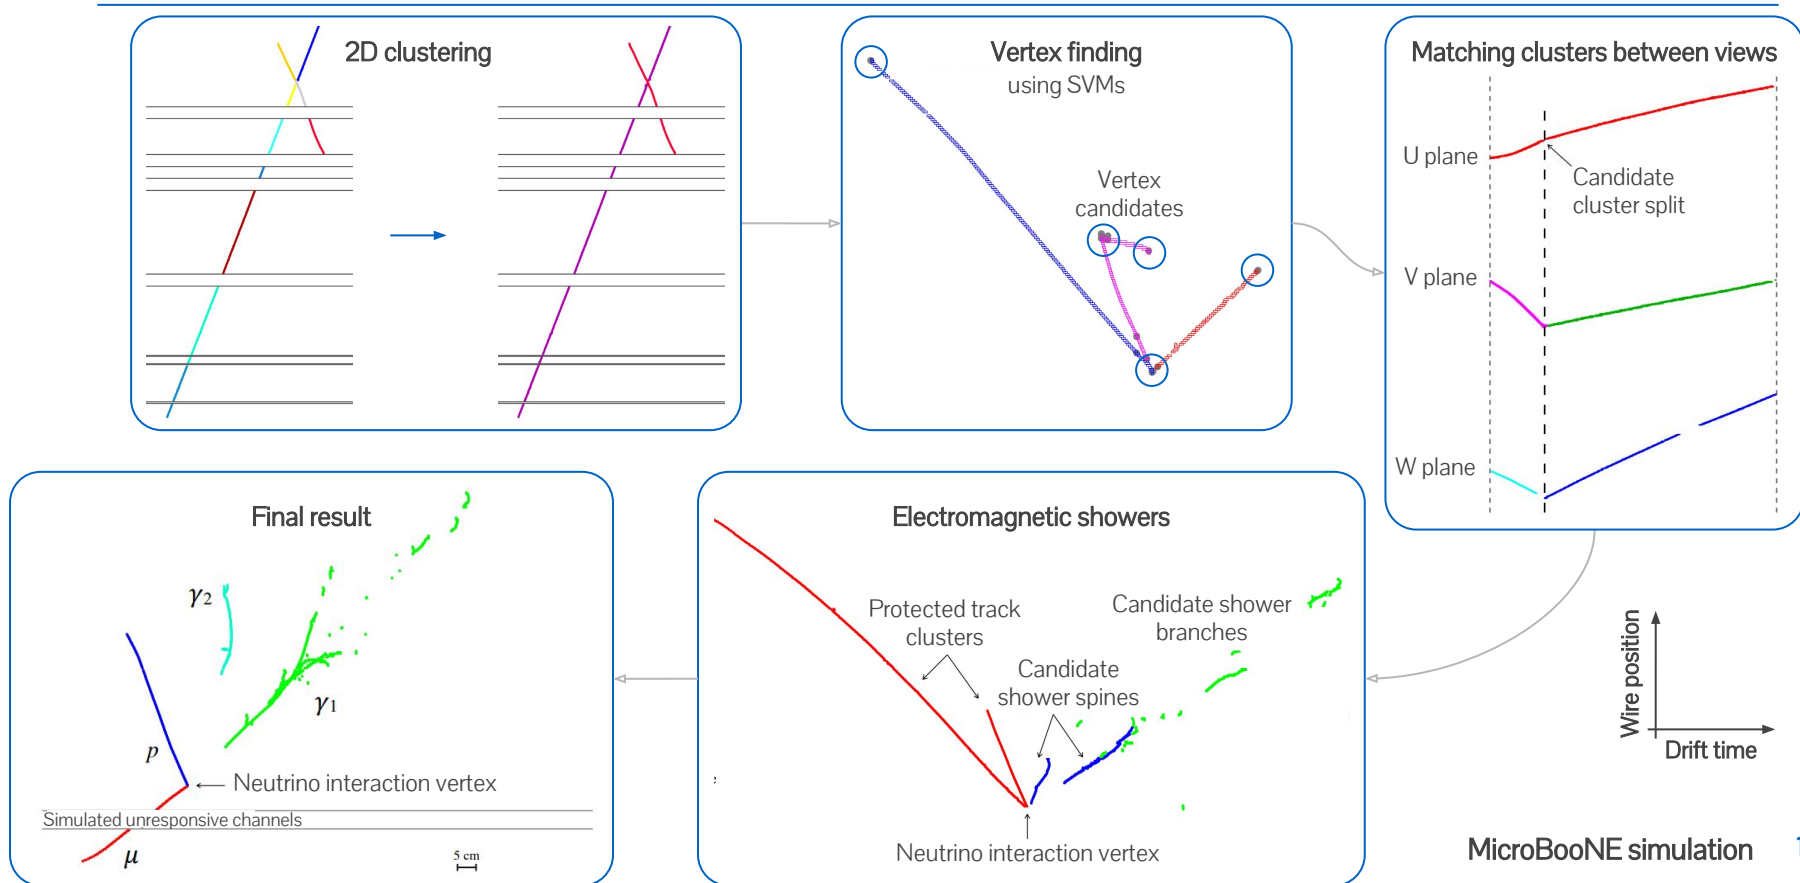 2D clustering
Vertex finding
using SVMs
Vertex
candidates
Matching clusters between views
U plane
Candidate
cluster split
V plane
W plane
Final result
γ2
γ1
p
Neutrino interaction vertex
Simulated unresponsive channels
μ
5 cm
Electromagnetic showers
Protected track
clusters
Candidate shower
branches
Candidate
shower spines
Neutrino interaction vertex
Wire position
Drift time
MicroBooNE simulation